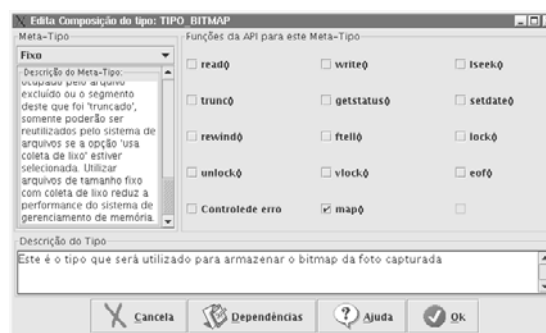 Edita Composição do tipo: TIPO_BITMAP
Meta-Tipo
Fixo
Descrição do Meta-Tipo:
ocupado pelo arquivo
excluído ou o segmento
deste que foi 'truncado',
somente poderão ser
reutilizados pelo sistema de
arquivos se a opção 'usa
coleta de lixo' estiver
selecionada. Utilizar
arquivos de tamanho fixo
com coleta de lixo reduz a
performance do sistema de
gerenciamento de memória.
Funções da API para este Meta-Tipo
read() write() lseek()
trunc() getstatus() setdate()
rewind() ftell() lock()
unlock() vlock() eof()
Controlede erro map()
Descrição do Tipo
Este é o tipo que será utilizado para armazenar o bitmap da foto capturada
Cancela Dependências Ajuda Ok